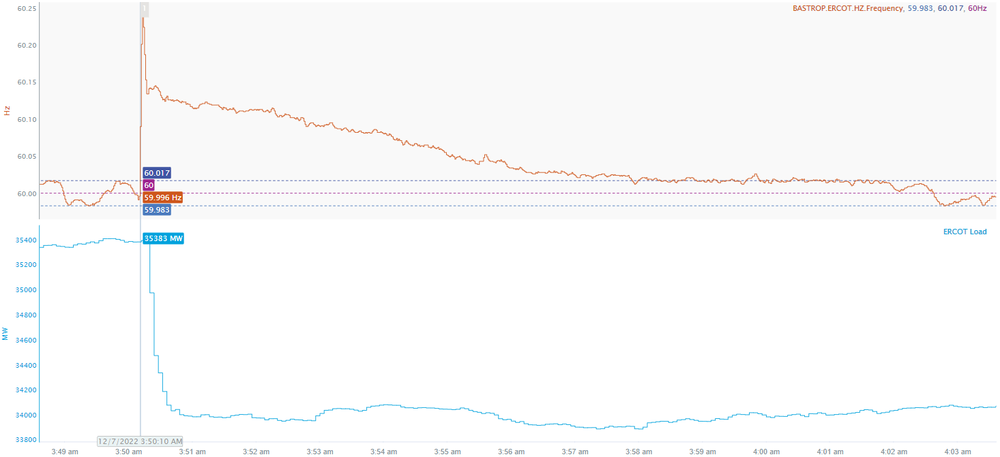 60.25
1
BASTROP.ERCOT.HZ.Frequency, 59.983, 60.017, 60Hz
60.20
60.15
Hz
60.10
60.05
60.017
60
60.00
59.996 Hz
59.983
ERCOT Load
35400
35383 MW
35200
35000
34800
MW
34600
34400
34200
34000
33800
12/7/2022 3:50:10 AM
3:49 am 3:50 am 3:51 am 3:52 am 3:53 am 3:54 am 3:55 am 3:56 am 3:57 am 3:58 am 3:59 am 4:00 am 4:01 am 4:02 am 4:03 am